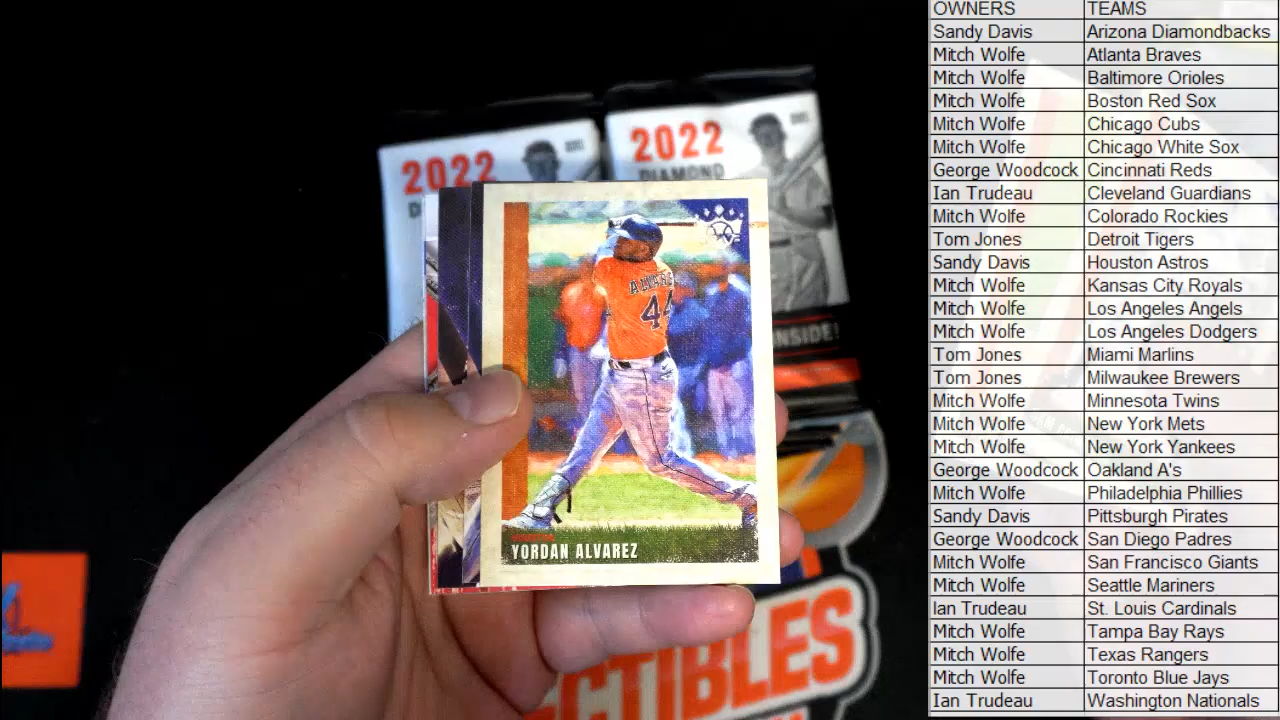 OWNERS TEAMS
Sandy Davis Arizona Diamondbacks
Mitch Wolfe Atlanta Braves
Mitch Wolfe Baltimore Orioles
Mitch Wolfe Boston Red Sox
Mitch Wolfe Chicago Cubs
Mitch Wolfe Chicago White Sox
George Woodcock Cincinnati Reds
Ian Trudeau Cleveland Guardians
Mitch Wolfe Colorado Rockies
Tom Jones Detroit Tigers
Sandy Davis Houston Astros
Mitch Wolfe Kansas City Royals
Mitch Wolfe Los Angeles Angels
Mitch Wolfe Los Angeles Dodgers
Tom Jones Miami Marlins
Tom Jones Milwaukee Brewers
Mitch Wolfe Minnesota Twins
Mitch Wolfe New York Mets
Mitch Wolfe New York Yankees
George Woodcock Oakland A's
Mitch Wolfe Philadelphia Phillies
Sandy Davis Pittsburgh Pirates
George Woodcock San Diego Padres
Mitch Wolfe San Francisco Giants
Mitch Wolfe Seattle Mariners
Ian Trudeau St. Louis Cardinals
Mitch Wolfe Tampa Bay Rays
Mitch Wolfe Texas Rangers
Mitch Wolfe Toronto Blue Jays
Ian Trudeau Washington Nationals
2022
2022
DIAMOND
INSIDE!
44
YORDAN ALVAREZ